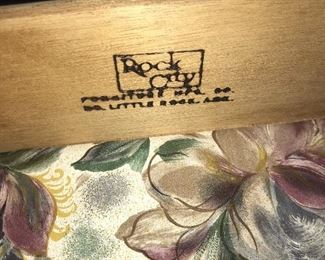 Rock
City
FURNITURE MFG. CO.
NO. LITTLE ROCK, ARK.